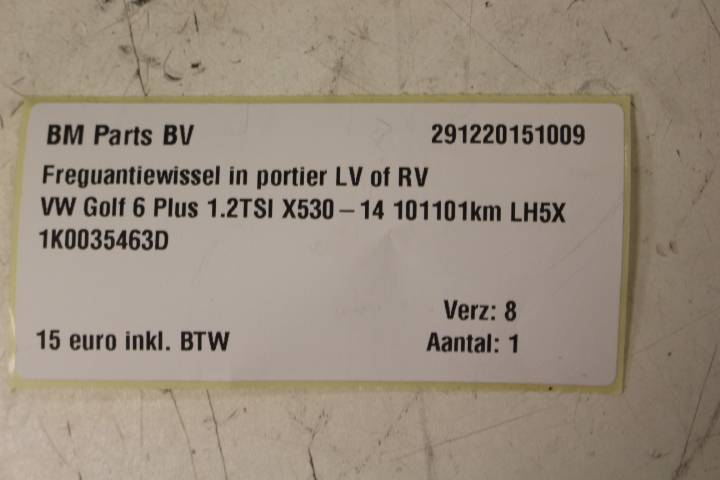 BM Parts BV 291220151009
Freguantiewissel in portier LV of RV
VW Golf 6 Plus 1.2TSI X530-14 101101km LH5X
1K0035463D
Verz: 8
15 euro inkl. BTW Aantal: 1